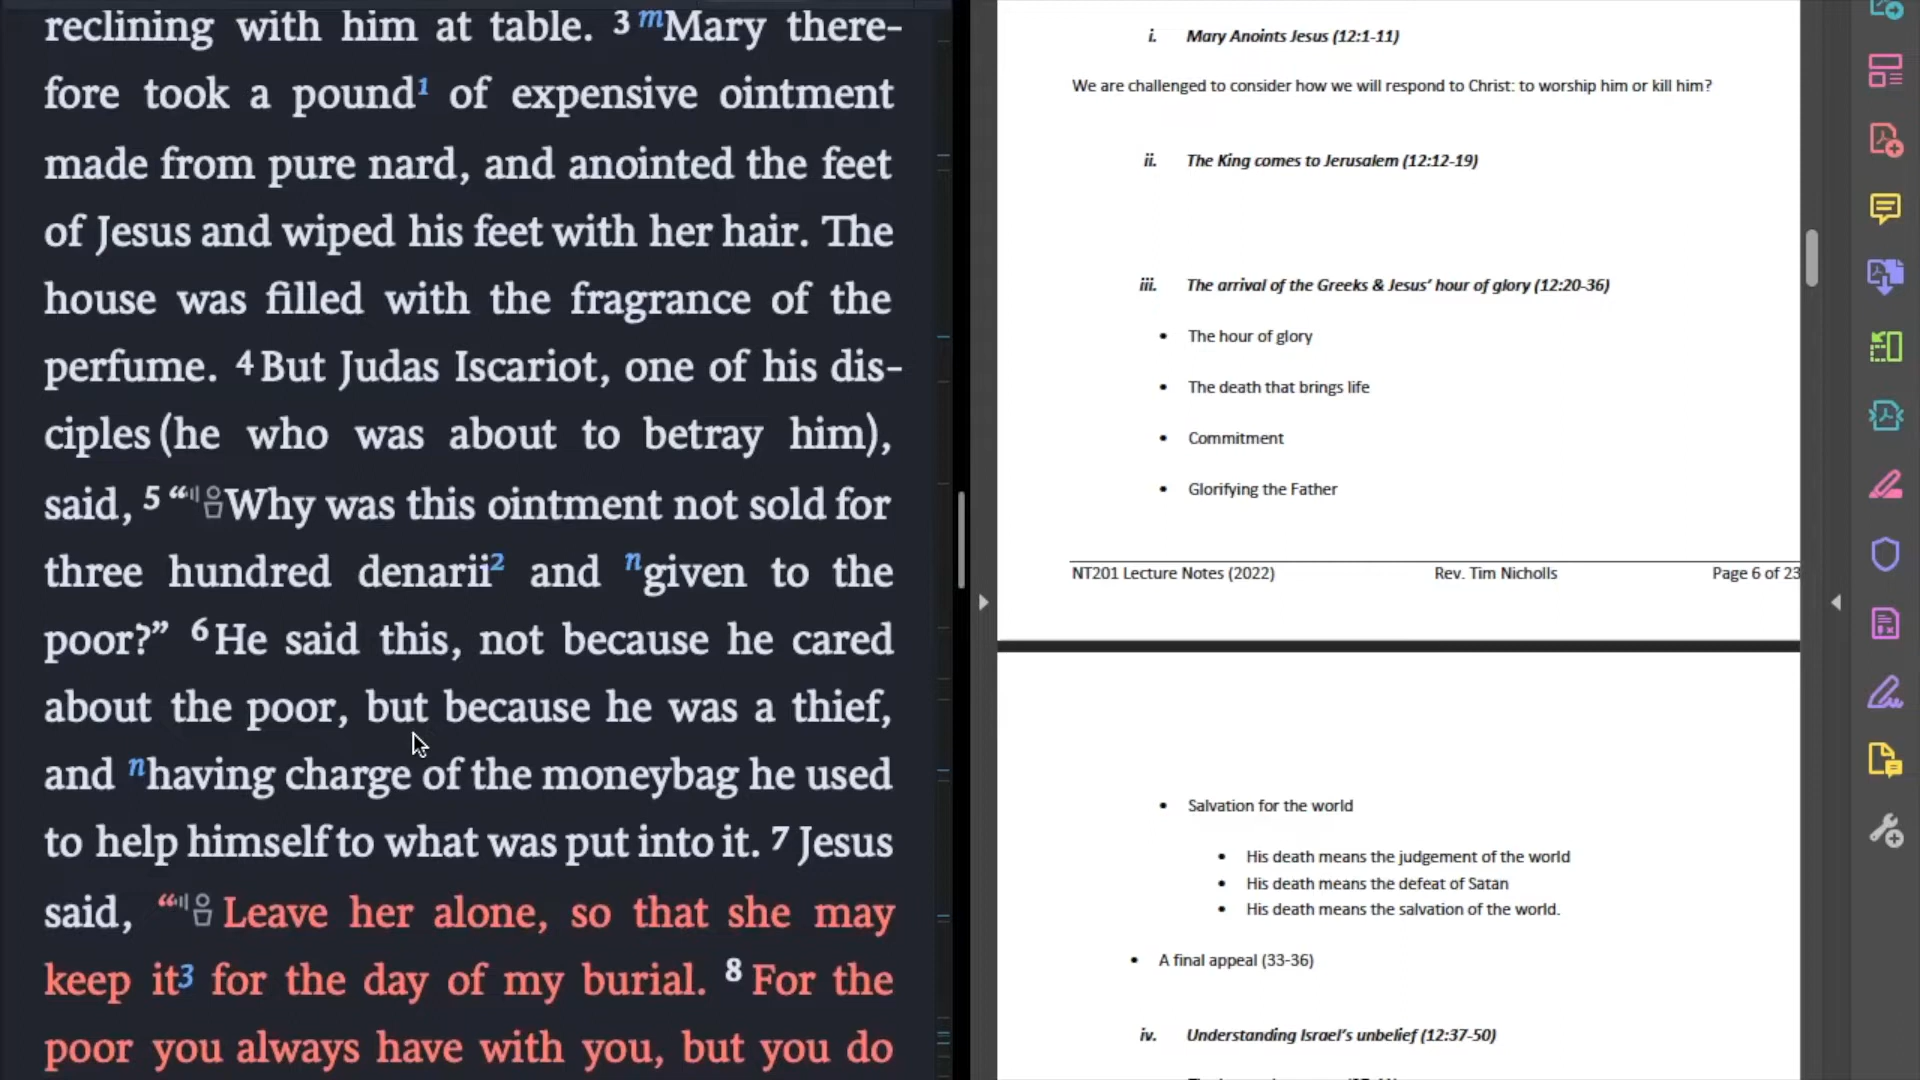 reclining with him at table. 3 mMary there-
fore took a pound1 of expensive ointment
made from pure nard, and anointed the feet
of Jesus and wiped his feet with her hair. The
house was filled with the fragrance of the
perfume. 4 But Judas Iscariot, one of his dis-
ciples (he who was about to betray him),
said, 5 “Why was this ointment not sold for
three hundred denarii2 and ngiven to the
poor?” 6 He said this, not because he cared
about the poor, but because he was a thief,
and nhaving charge of the moneybag he used
to help himself to what was put into it. 7 Jesus
said, “Leave her alone, so that she may
keep it3 for the day of my burial. 8 For the
poor you always have with you, but you do
i. Mary Anoints Jesus (12:1-11)
We are challenged to consider how we will respond to Christ: to worship him or kill him?
ii. The King comes to Jerusalem (12:12-19)
iii. The arrival of the Greeks & Jesus’ hour of glory (12:20-36)
• The hour of glory
• The death that brings life
• Commitment
• Glorifying the Father
NT201 Lecture Notes (2022) Rev. Tim Nicholls Page 6 of 23
• Salvation for the world
• His death means the judgement of the world
• His death means the defeat of Satan
• His death means the salvation of the world.
• A final appeal (33-36)
iv. Understanding Israel’s unbelief (12:37-50)